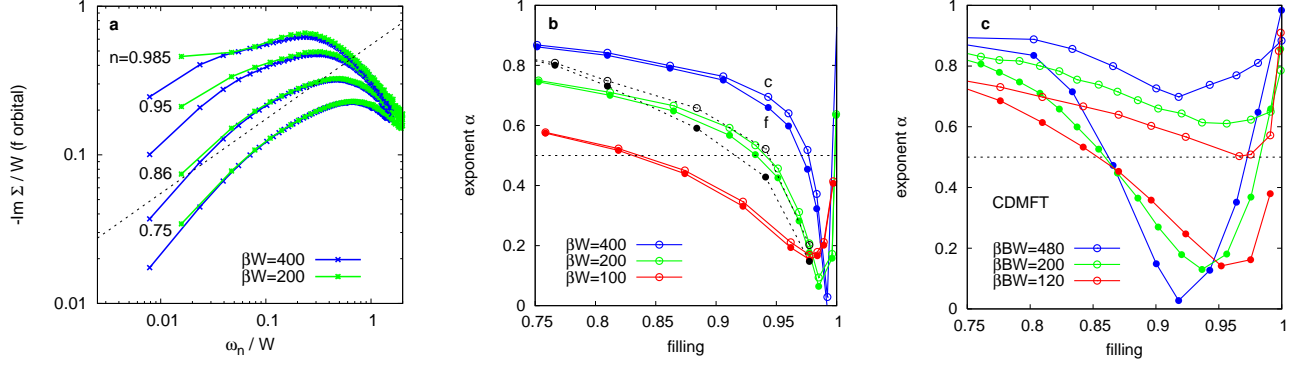 a
-Im Σ / W (f orbital)
1
0.1
0.01
n=0.985
0.95
0.86
0.75
βW=400
βW=200
0.01
0.1
1
ω_n / W
b
exponent α
1
0.8
0.6
0.4
0.2
0
c
f
βW=400
βW=200
βW=100
0.75
0.8
0.85
0.9
0.95
1
filling
c
exponent α
1
0.8
0.6
0.4
0.2
0
CDMFT
βBW=480
βBW=200
βBW=120
0.75
0.8
0.85
0.9
0.95
1
filling